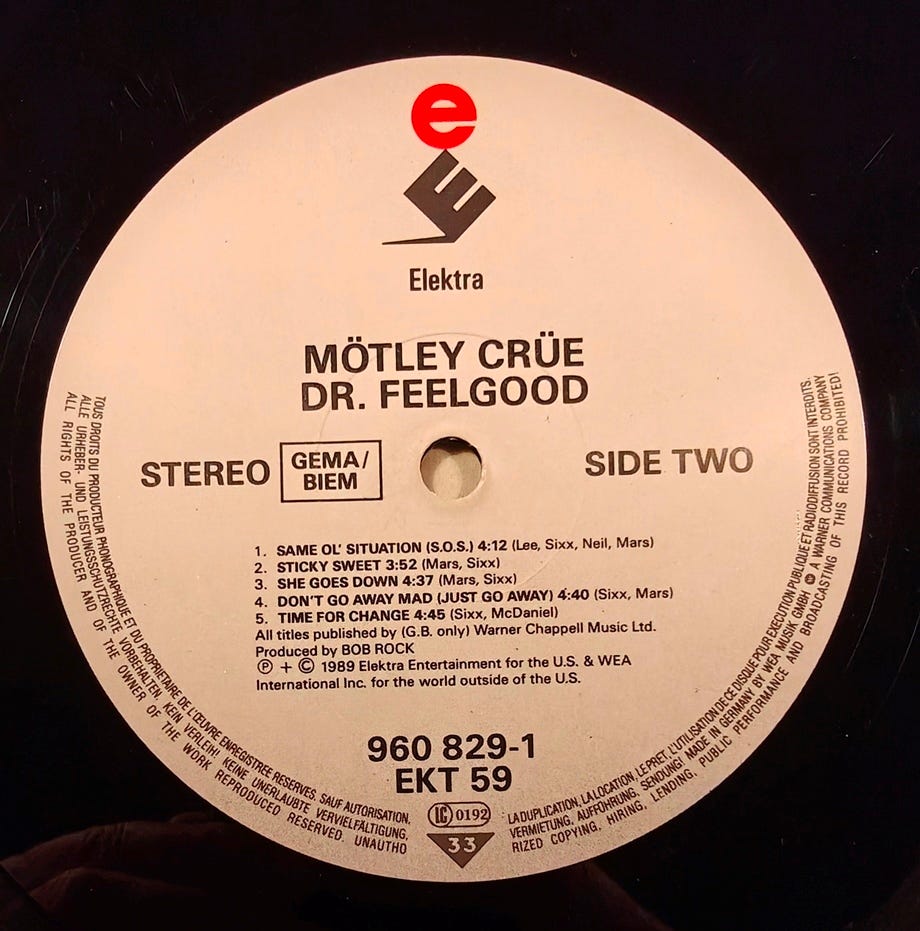 e
E
Elektra
MÖTLEY CRÜE
DR. FEELGOOD
STEREO
GEMA/
BIEM
SIDE TWO
1. SAME OL' SITUATION (S.O.S.) 4:12 (Lee, Sixx, Neil, Mars)
2. STICKY SWEET 3:52 (Mars, Sixx)
3. SHE GOES DOWN 4:37 (Mars, Sixx)
4. DON'T GO AWAY MAD (JUST GO AWAY) 4:40 (Sixx, Mars)
5. TIME FOR CHANGE 4:45 (Sixx, McDaniel)
All titles published by (G.B. only) Warner Chappell Music Ltd.
Produced by BOB ROCK
Ⓟ + © 1989 Elektra Entertainment for the U.S. & WEA
International Inc. for the world outside of the U.S.
960 829-1
EKT 59
LC 0192
33
TOUS DROITS DU PRODUCTEUR PHONOGRAPHIQUE ET DU PROPRIETAIRE DE L'ŒUVRE ENREGISTREE RESERVES. SAUF AUTORISATION, LA DUPLICATION, LA LOCATION, LE PRET, L'UTILISATION DE CE DISQUE POUR EXECUTION PUBLIQUE ET RADIODIFFUSION SONT INTERDITS.
ALLE URHEBER- UND LEISTUNGSSCHUTZRECHTE VORBEHALTEN. KEIN VERLEIH! KEINE UNERLAUBTE VERVIELFÄLTIGUNG, VERMIETUNG, AUFFÜHRUNG, SENDUNG! MADE IN GERMANY BY WEA MUSIK GMBH A WARNER COMMUNICATIONS COMPANY
ALL RIGHTS OF THE PRODUCER AND OF THE OWNER OF THE WORK REPRODUCED RESERVED. UNAUTHORIZED COPYING, HIRING, LENDING, PUBLIC PERFORMANCE AND BROADCASTING OF THIS RECORD PROHIBITED!